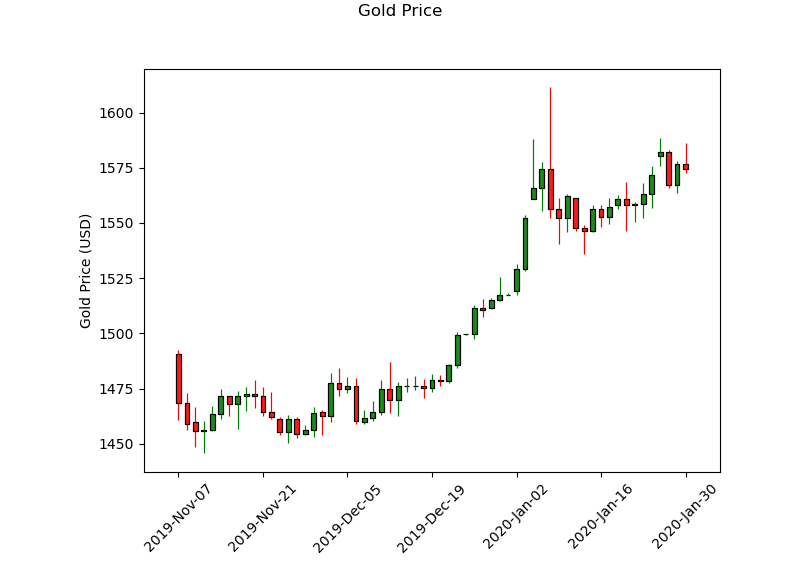 Gold Price
1600
1575
1550
1525
1500
1475
1450
Gold Price (USD)
2019-Nov-07
2019-Nov-21
2019-Dec-05
2019-Dec-19
2020-Jan-02
2020-Jan-16
2020-Jan-30